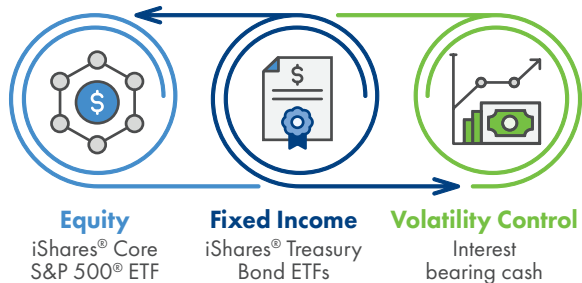 $
$
Equity
iShares® Core
S&P 500® ETF
Fixed Income
iShares® Treasury
Bond ETFs
Volatility Control
Interest
bearing cash